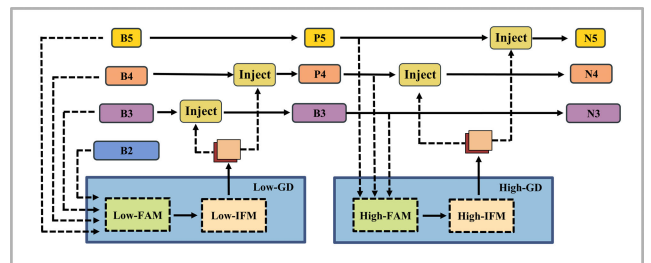 B5 P5 Inject N5
B4 Inject P4 Inject N4
B3 Inject B3 N3
B2
Low-GD High-GD
Low-FAM Low-IFM High-FAM High-IFM